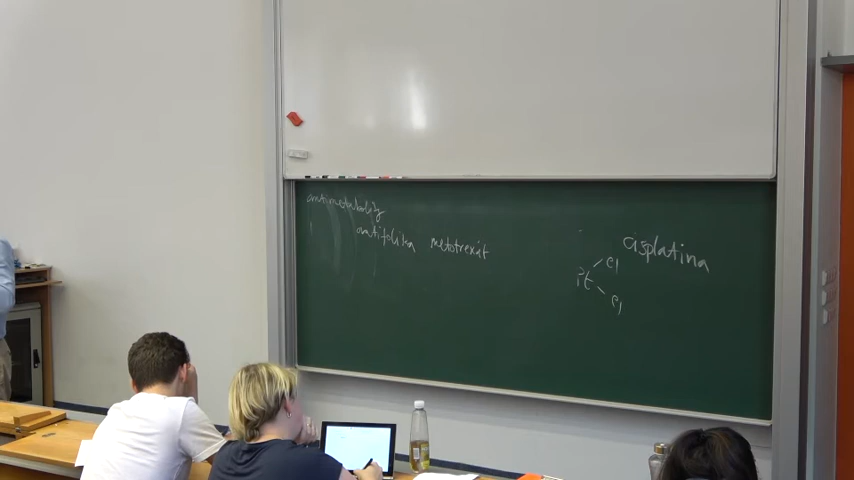 antimetabolity
antifolika metotrexát
cisplatina
Pt
Cl
Cl